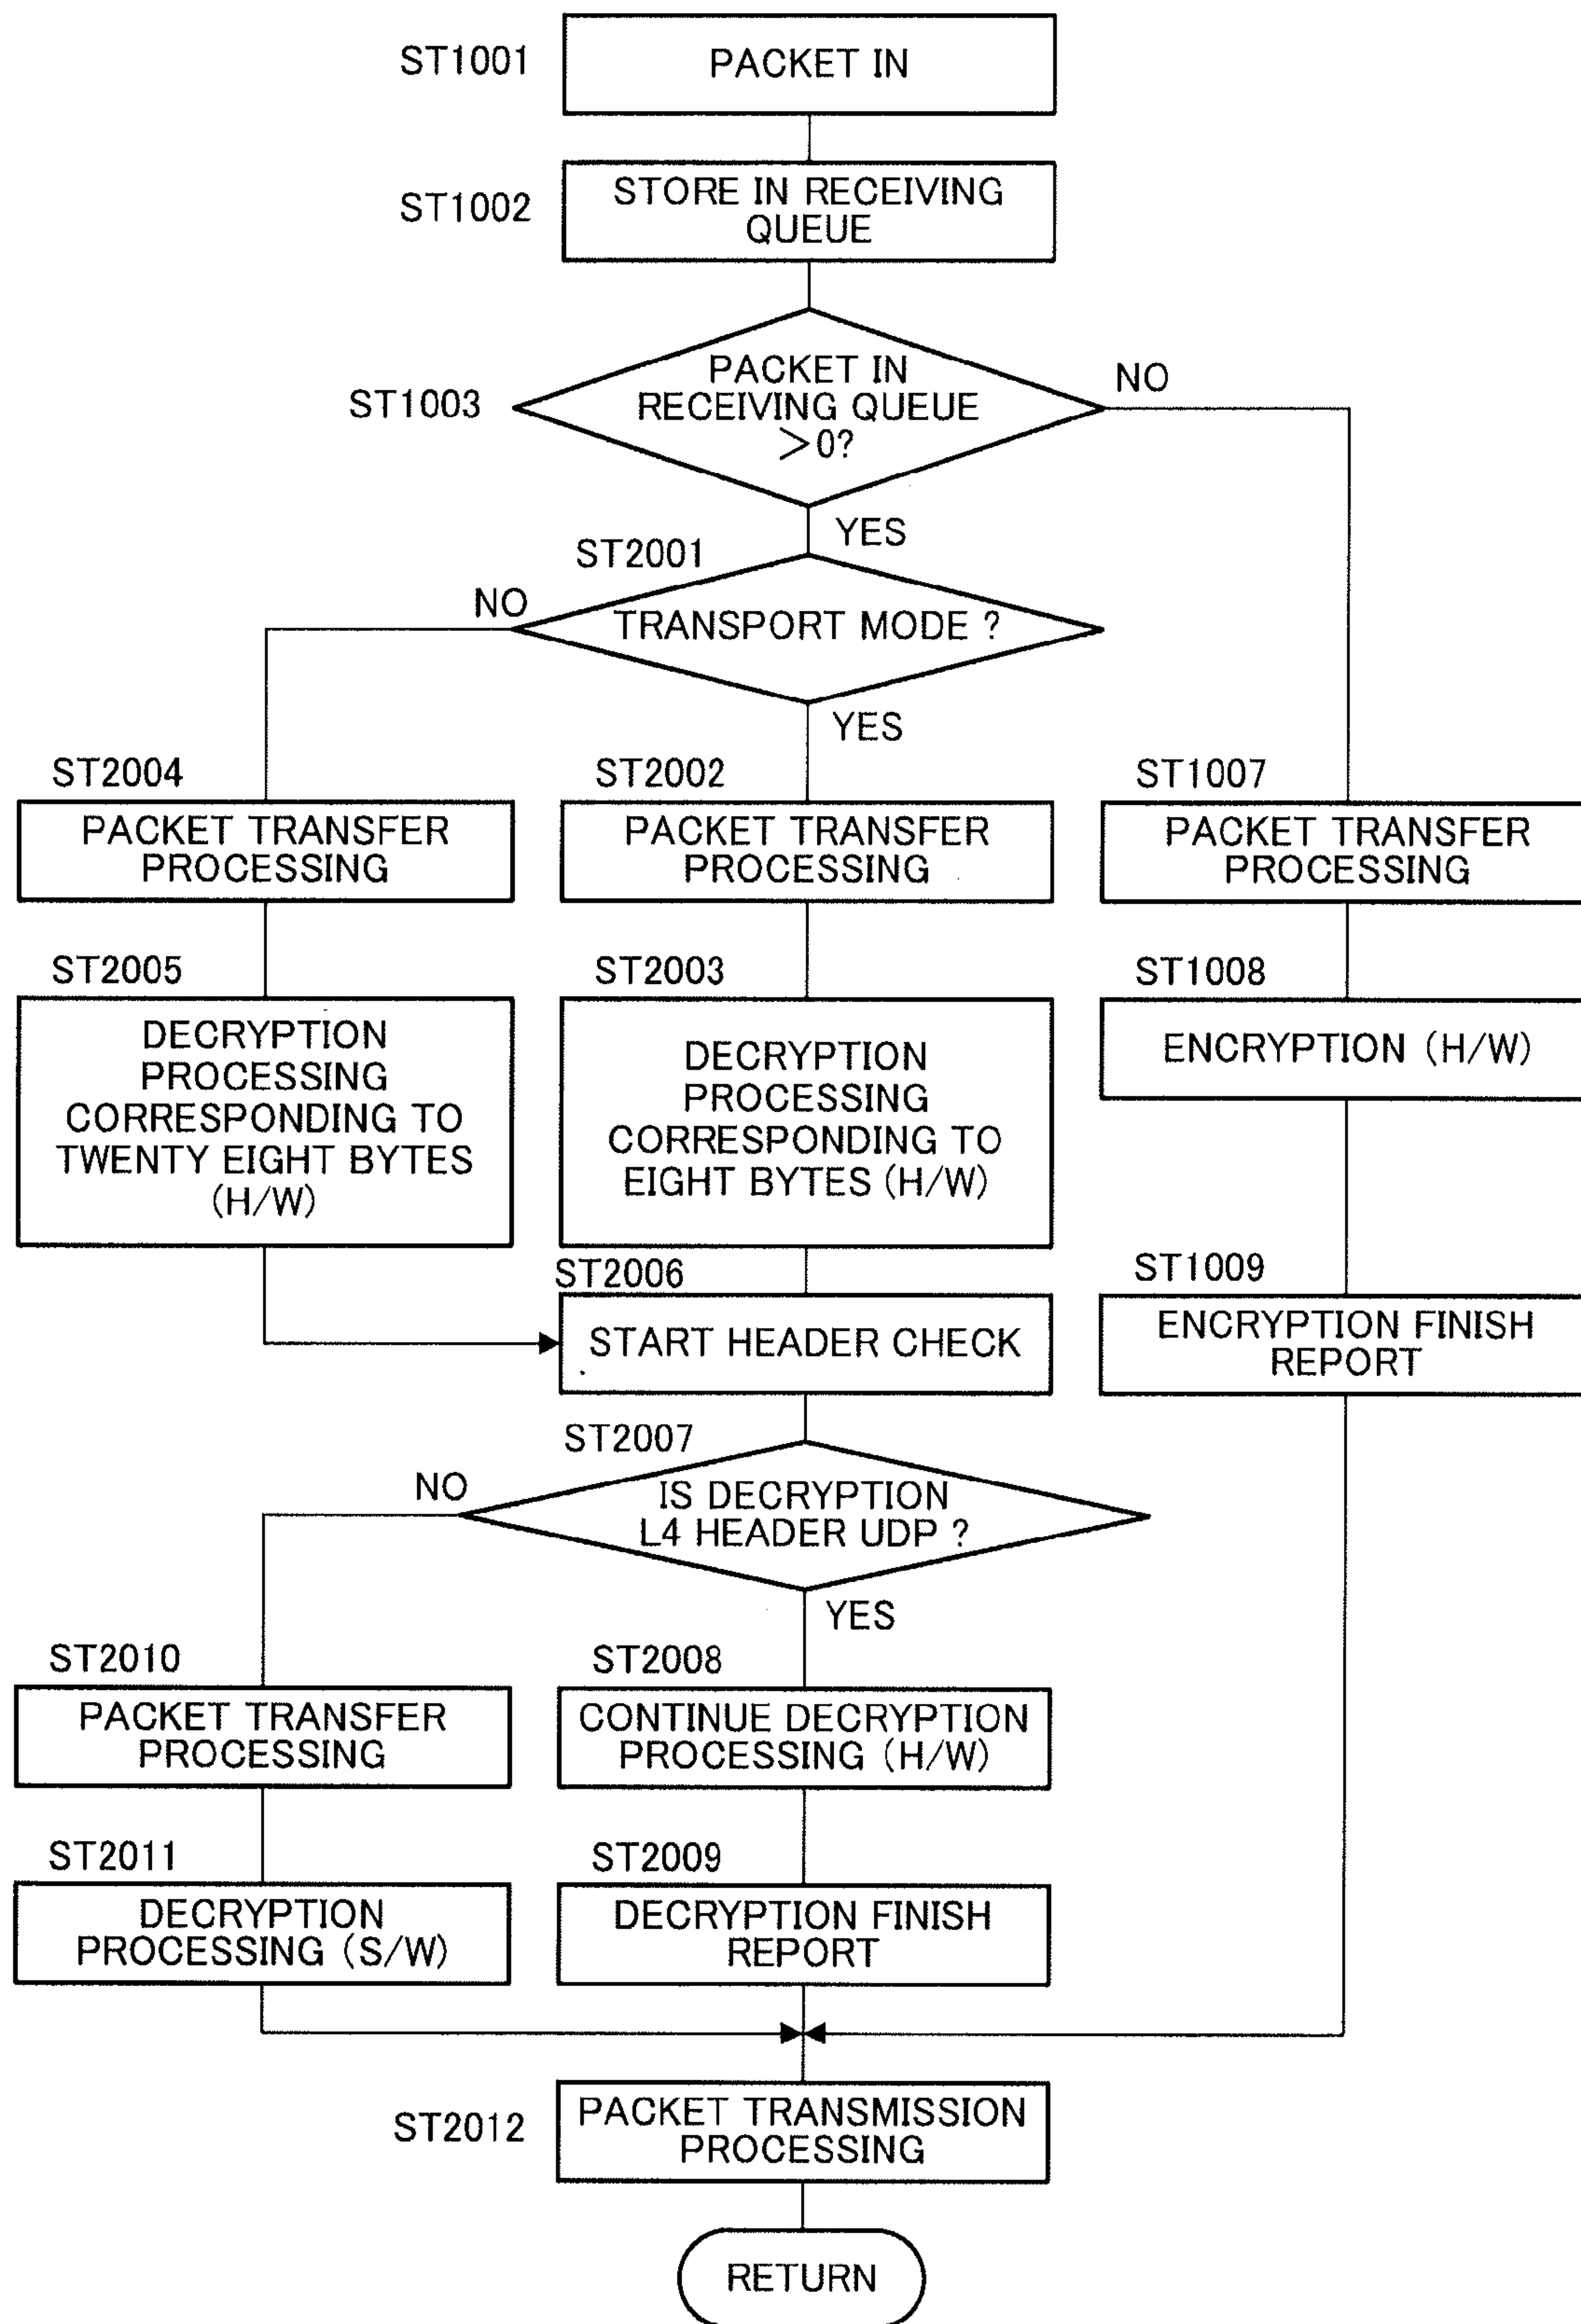 ST1001
PACKET IN
ST1002
STORE IN RECEIVING
QUEUE
ST1003
PACKET IN
RECEIVING QUEUE
>0?
NO
YES
ST2001
NO
TRANSPORT MODE ?
YES
ST2004
PACKET TRANSFER
PROCESSING
ST2002
PACKET TRANSFER
PROCESSING
ST1007
PACKET TRANSFER
PROCESSING
ST2005
DECRYPTION
PROCESSING
CORRESPONDING TO
TWENTY EIGHT BYTES
(H/W)
ST2003
DECRYPTION
PROCESSING
CORRESPONDING TO
EIGHT BYTES (H/W)
ST1008
ENCRYPTION (H/W)
ST2006
START HEADER CHECK
ST1009
ENCRYPTION FINISH
REPORT
ST2007
NO
IS DECRYPTION
L4 HEADER UDP ?
YES
ST2010
PACKET TRANSFER
PROCESSING
ST2008
CONTINUE DECRYPTION
PROCESSING (H/W)
ST2011
DECRYPTION
PROCESSING (S/W)
ST2009
DECRYPTION FINISH
REPORT
ST2012
PACKET TRANSMISSION
PROCESSING
RETURN